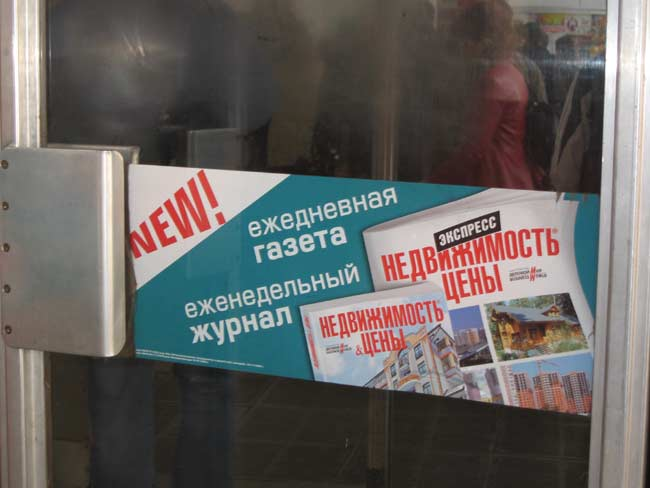 NEW!
ежедневная
газета
еженедельный
журнал
ЭКСПРЕСС
НЕДВИЖИМОСТЬ
ЦЕНЫ
НЕДВИЖИМОСТЬ
&ЦЕНЫ